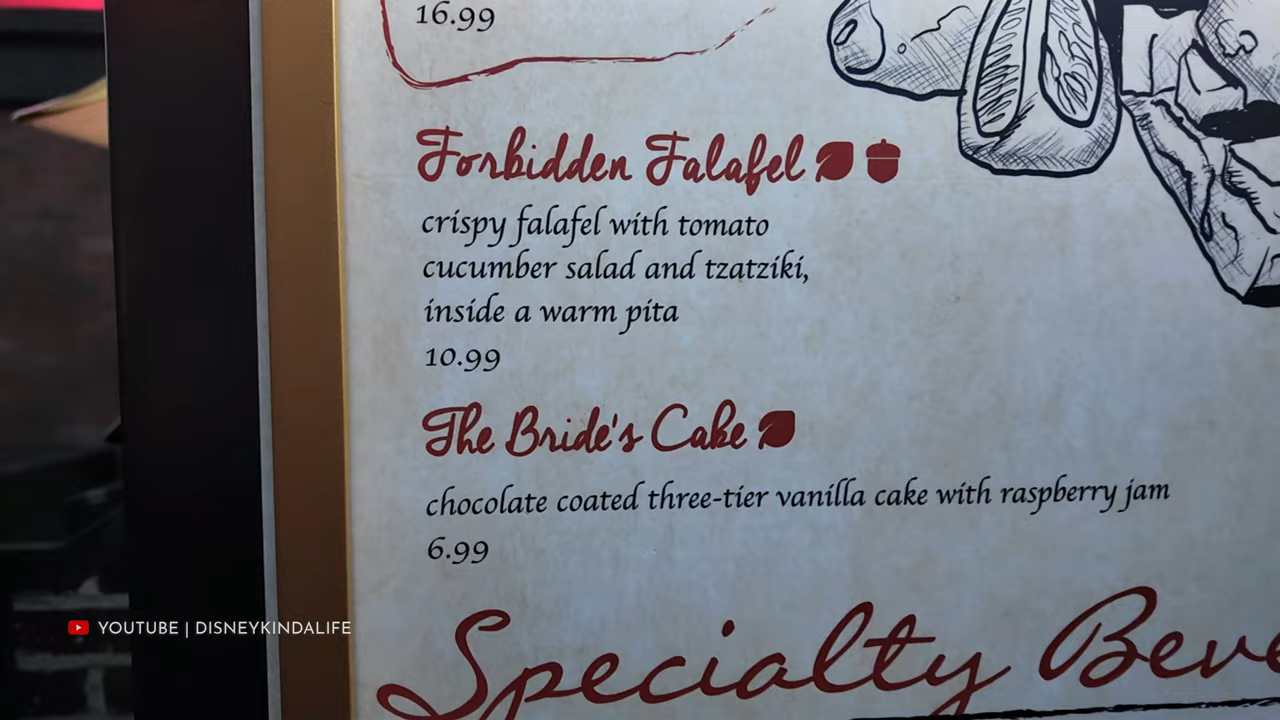 16.99
Forbidden Falafel
crispy falafel with tomato
cucumber salad and tzatziki,
inside a warm pita
10.99
The Bride's Cake
chocolate coated three-tier vanilla cake with raspberry jam
6.99
Specialty Beve
YOUTUBE | DISNEYKINDALIFE